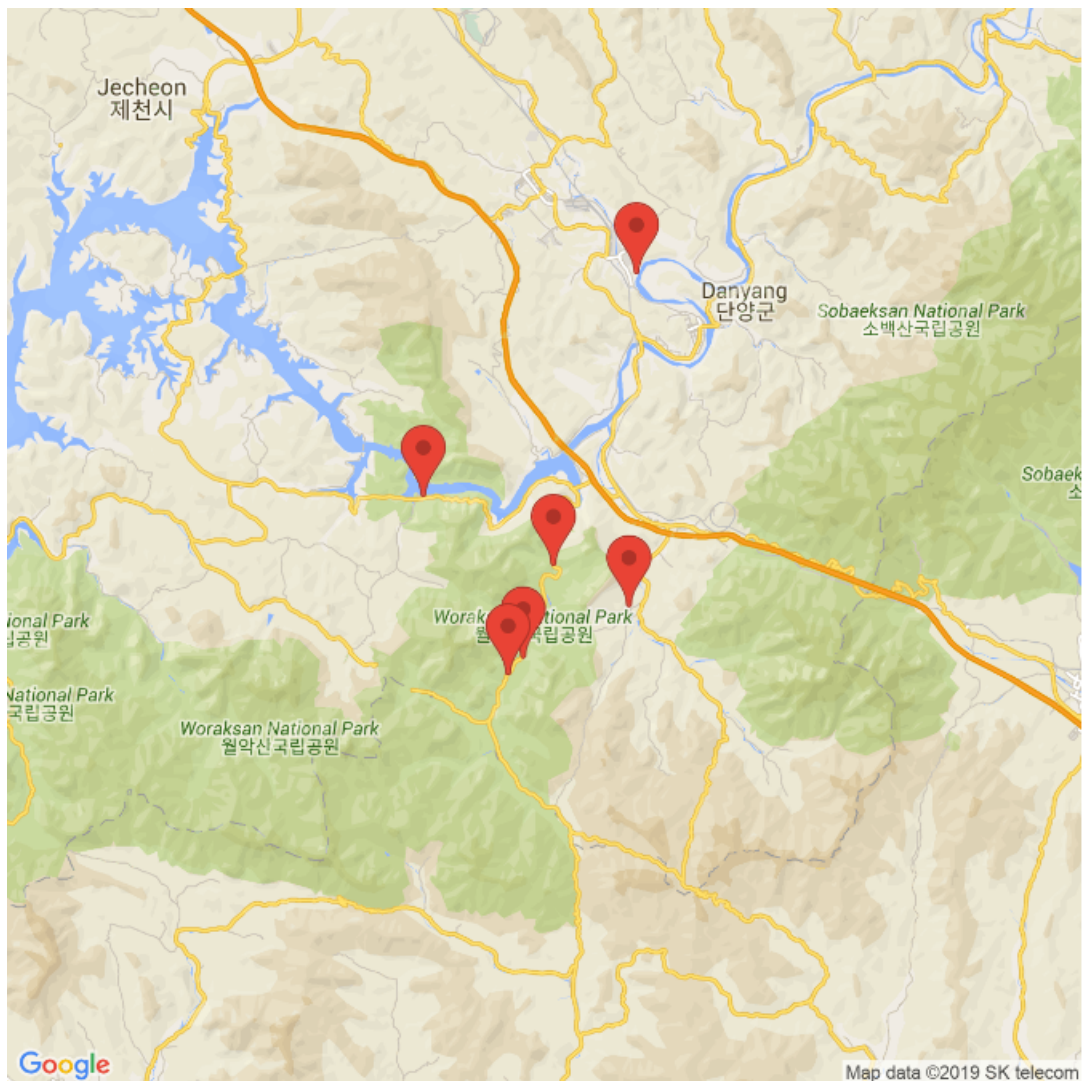 Jecheon
제천시
Danyang
단양군
Sobaeksan National Park
소백산국립공원
Sobaek
소
ional Park
립공원
National Park
국립공원
National Park
국립공원
Woraksan National Park
월악산국립공원
Google
Map data ©2019 SK telecom